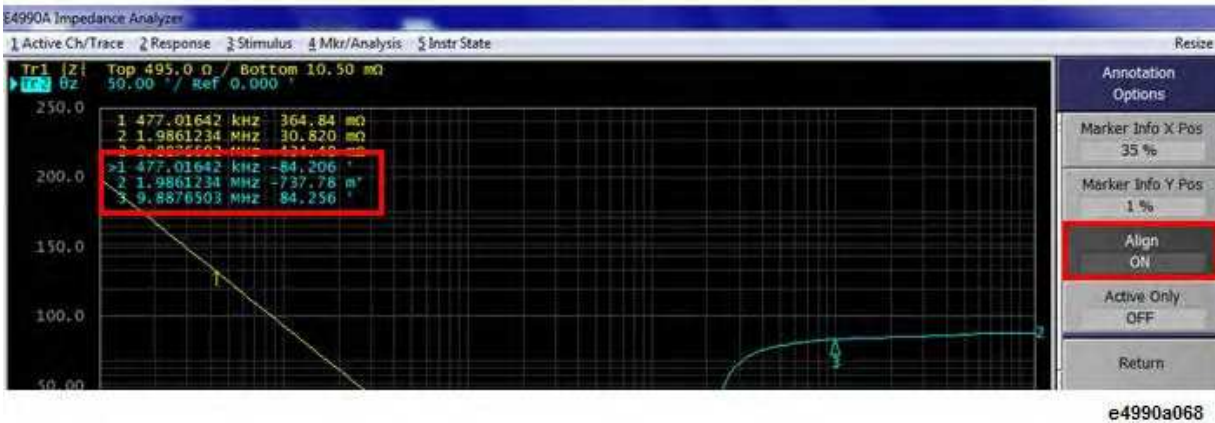 E4990A Impedance Analyzer
1 Active Ch/Trace 2 Response 3 Stimulus 4 Mkr/Analysis 5 Instr State
Resize
Tr1 |Z| Top 495.0 Ω / Bottom 10.50 mΩ
Tr2 θz 50.00 °/ Ref 0.000 °
250.0
200.0
150.0
100.0
50.00
1 477.01642 kHz 364.84 mΩ
2 1.9861234 MHz 30.820 mΩ
>1 477.01642 kHz -84.206 °
2 1.9861234 MHz -737.78 m°
3 9.8876503 MHz 84.256 °
1
3
2
Annotation
Options
Marker Info X Pos
35 %
Marker Info Y Pos
1 %
Align
ON
Active Only
OFF
Return
e4990a068